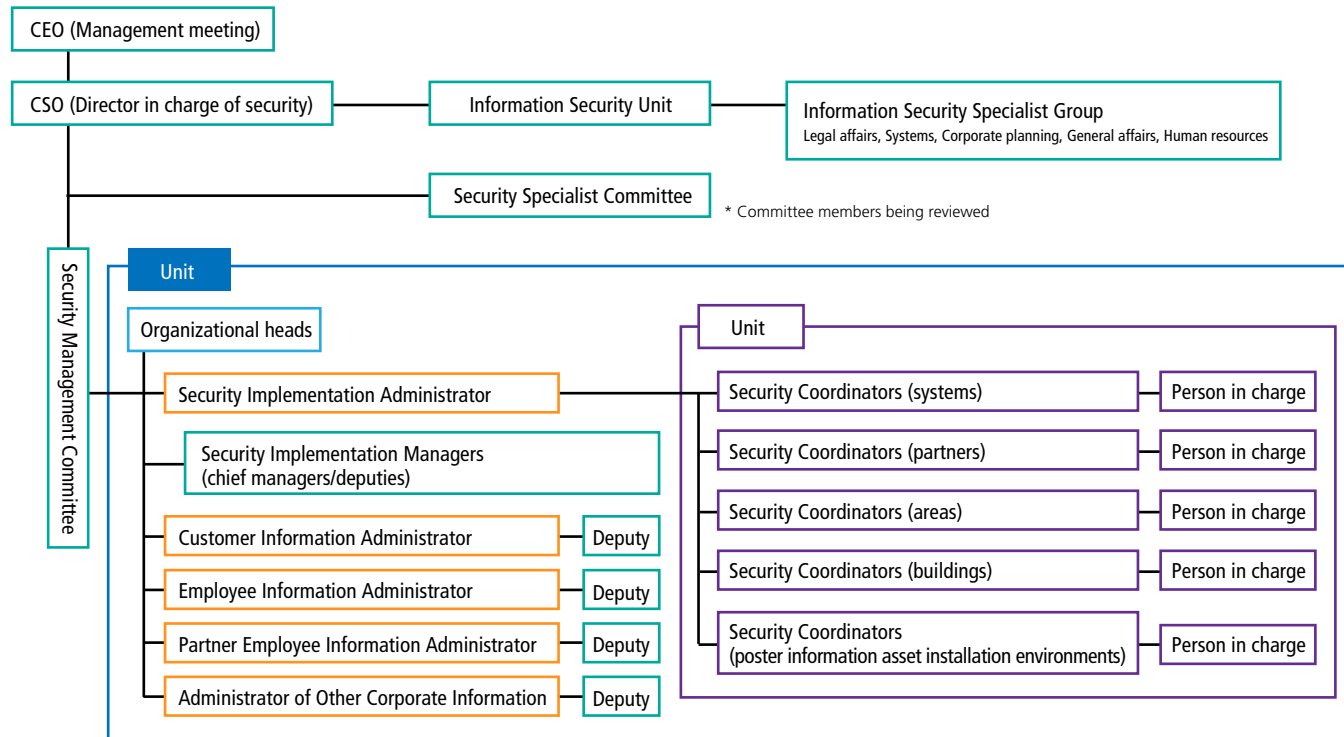 CEO (Management meeting)
CSO (Director in charge of security)
Information Security Unit
Information Security Specialist Group
Legal affairs, Systems, Corporate planning, General affairs, Human resources
Security Specialist Committee
* Committee members being reviewed
Security Management Committee
Unit
Organizational heads
Security Implementation Administrator
Security Implementation Managers
(chief managers/deputies)
Customer Information Administrator
Deputy
Employee Information Administrator
Deputy
Partner Employee Information Administrator
Deputy
Administrator of Other Corporate Information
Deputy
Unit
Security Coordinators (systems)
Person in charge
Security Coordinators (partners)
Person in charge
Security Coordinators (areas)
Person in charge
Security Coordinators (buildings)
Person in charge
Security Coordinators
(poster information asset installation environments)
Person in charge